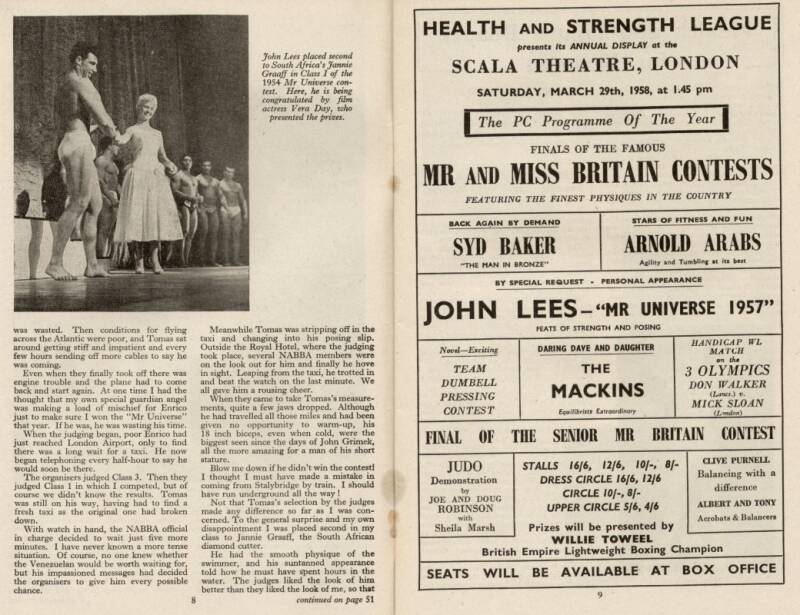 John Lees placed second
to South Africa's Jannie
Graaff in Class I of the
1954 Mr Universe con-
test. Here, he is being
congratulated by film
actress Vera Day, who
presented the prizes.
was wasted. Then conditions for flying
across the Atlantic were poor, and Tomas sat
around getting stiff and impatient and every
few hours sending off more cables to say he
was coming.
Even when they finally took off there was
engine trouble and the plane had to come
back and start again. At one time I had the
thought that my own special guardian angel
was making a load of mischief for Enrico
just to make sure I won the "Mr Universe"
that year. If he was, he was wasting his time.
When the judging began, poor Enrico had
just reached London Airport, only to find
there was a long wait for a taxi. He now
began telephoning every half-hour to say he
would soon be there.
The organisers judged Class 3. Then they
judged Class 1 in which I competed, but of
course we didn't know the results. Tomas
was still on his way, having had to find a
fresh taxi as the original one had broken
down.
With watch in hand, the NABBA official
in charge decided to wait just five more
minutes. I have never known a more tense
situation. Of course, no one knew whether
the Venezuelan would be worth waiting for,
but his impassioned messages had decided
the organisers to give him every possible
chance.
8
Meanwhile Tomas was stripping off in the
taxi and changing into his posing slip.
Outside the Royal Hotel, where the judging
took place, several NABBA members were
on the look out for him and finally he hove
in sight. Leaping from the taxi, he trotted in
and beat the watch on the last minute. We
all gave him a rousing cheer.
When they came to take Tomas's measure-
ments, quite a few jaws dropped. Although
he had travelled all those miles and had been
given no opportunity to warm-up, his
18 inch biceps, even when cold, were the
biggest seen since the days of John Grimek,
all the more amazing for a man of his short
stature.
Blow me down if he didn't win the contest!
I thought I must have made a mistake in
coming from Stalybridge by train. I should
have run underground all the way!
Not that Tomas's selection by the judges
made any difference so far as I was con-
cerned. To the general surprise and my own
disappointment I was placed second in my
class to Jannie Graaff, the South African
diamond cutter.
He had the smooth physique of the
swimmer, and his suntanned appearance
told how he must have spent hours in the
water. The judges liked the look of him
better than they liked the look of me, so that
continued on page 51
HEALTH AND STRENGTH LEAGUE
presents its ANNUAL DISPLAY at the
SCALA THEATRE, LONDON
SATURDAY, MARCH 29th, 1958, at 1.45 pm
The PC Programme Of The Year
FINALS OF THE FAMOUS
MR AND MISS BRITAIN CONTESTS
FEATURING THE FINEST PHYSIQUES IN THE COUNTRY
BACK AGAIN BY DEMAND
SYD BAKER
"THE MAN IN BRONZE"
STARS OF FITNESS AND FUN
ARNOLD ARABS
Agility and Tumbling at its best
BY SPECIAL REQUEST - PERSONAL APPEARANCE
JOHN LEES – "MR UNIVERSE 1957"
FEATS OF STRENGTH AND POSING
Novel—Exciting
TEAM
DUMBELL
PRESSING
CONTEST
DARING DAVE AND DAUGHTER
THE
MACKINS
Equilibrists Extraordinary
HANDICAP WL
MATCH
on the
3 OLYMPICS
DON WALKER
(Lancs.) v.
MICK SLOAN
(London)
FINAL OF THE SENIOR MR BRITAIN CONTEST
JUDO
Demonstration
by
JOE AND DOUG
ROBINSON
with
Sheila Marsh
STALLS 16/6, 12/6, 10/-, 8/-
DRESS CIRCLE 16/6, 12/6
CIRCLE 10/-, 8/-
UPPER CIRCLE 5/6, 4/6
Prizes will be presented by
WILLIE TOWEEL
British Empire Lightweight Boxing Champion
CLIVE PURNELL
Balancing with a
difference
ALBERT AND TONY
Acrobats & Balancers
SEATS WILL BE AVAILABLE AT BOX OFFICE
9